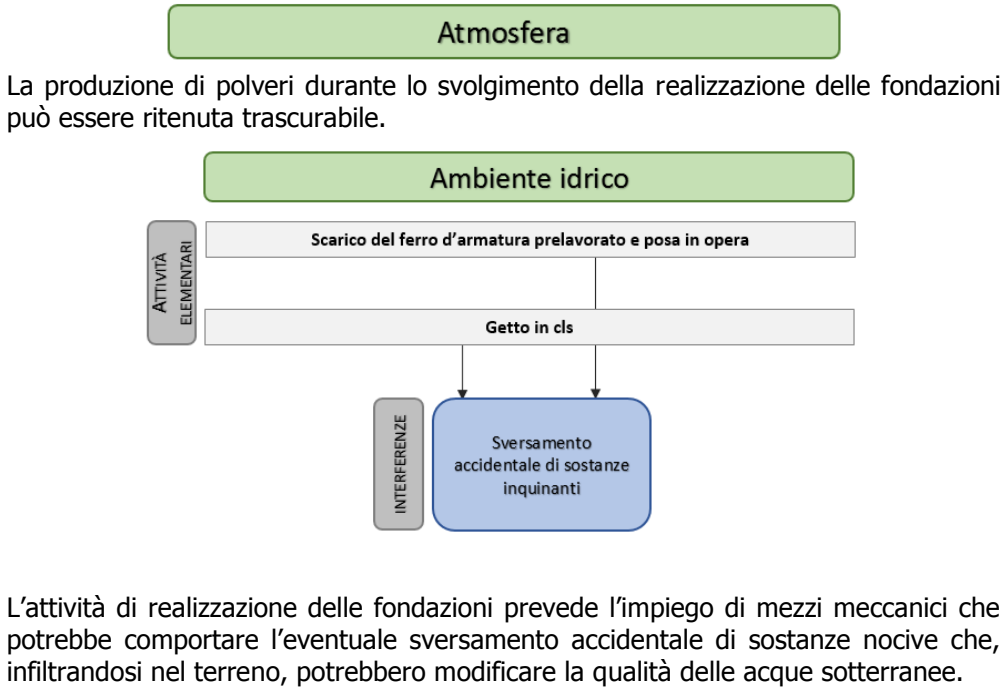 Atmosfera
La produzione di polveri durante lo svolgimento della realizzazione delle fondazioni
può essere ritenuta trascurabile.
Ambiente idrico
ATTIVITÀ
ELEMENTARI
Scarico del ferro d’armatura prelavorato e posa in opera
Getto in cls
INTERFERENZE
Sversamento
accidentale di sostanze
inquinanti
L’attività di realizzazione delle fondazioni prevede l’impiego di mezzi meccanici che
potrebbe comportare l’eventuale sversamento accidentale di sostanze nocive che,
infiltrandosi nel terreno, potrebbero modificare la qualità delle acque sotterranee.